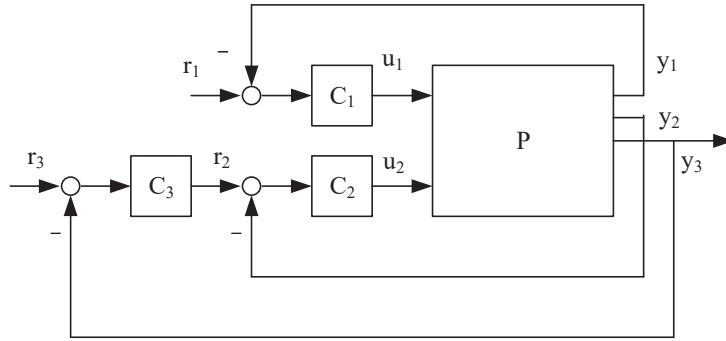 −
r₁
C₁
u₁
y₁
P
y₂
y₃
r₃
C₃
r₂
C₂
u₂
−
−